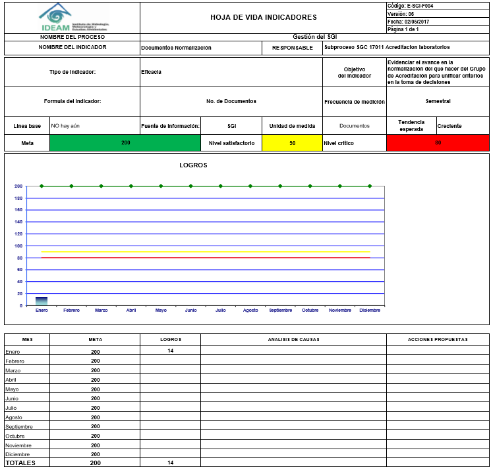 IDEAM
HOJA DE VIDA INDICADORES
Código: E-SGI-F004
Versión: 06
Fecha: 22/08/2017
Página 1 de 1
NOMBRE DEL PROCESO Gestión del SGI
NOMBRE DEL INDICADOR Documentos Normalización RESPONSABLE Subproceso SGC 17011 Acreditacion laboratorios
Tipo de Indicador: Eficacia Objetivo del Indicador Evidenciar el avance en la normalización del que hacer del Grupo de Acreditación para unificar criterios en la toma de decisiones
Formula del Indicador: No. de Documentos Frecuencia de medición Semestral
Línea base NO hay aún Fuente de Información: SGI Unidad de medida Documentos Tendencia esperada Creciente
Meta 200 Nivel satisfactorio 90 Nivel crítico
LOGROS
200
180
160
140
120
100
80
60
40
20
0
Enero Febrero Marzo Abril Mayo Junio Julio Agosto Septiembre Octubre Noviembre Diciembre
MES META LOGROS ANALISIS DE CAUSAS ACCIONES PROPUESTAS
Enero 200 14
Febrero 200
Marzo 200
Abril 200
Mayo 200
Junio 200
Julio 200
Agosto 200
Septiembre 200
Octubre 200
Noviembre 200
Diciembre 200
TOTALES 200 14